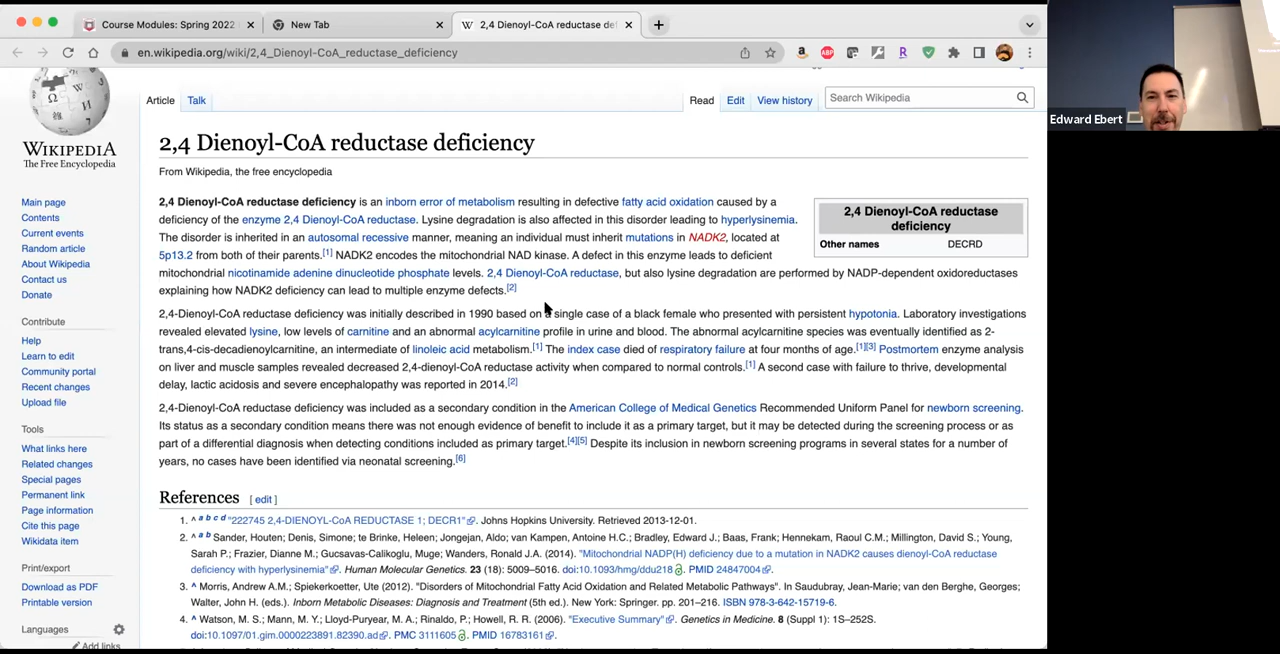 Course Modules: Spring 2022
New Tab
2,4 Dienoyl-CoA reductase de
en.wikipedia.org/wiki/2,4_Dienoyl-CoA_reductase_deficiency
Edward Ebert
WIKIPEDIA
The Free Encyclopedia
Article Talk Read Edit View history Search Wikipedia
2,4 Dienoyl-CoA reductase deficiency
From Wikipedia, the free encyclopedia
2,4 Dienoyl-CoA reductase deficiency is an inborn error of metabolism resulting in defective fatty acid oxidation caused by a
deficiency of the enzyme 2,4 Dienoyl-CoA reductase. Lysine degradation is also affected in this disorder leading to hyperlysinemia.
The disorder is inherited in an autosomal recessive manner, meaning an individual must inherit mutations in NADK2, located at
5p13.2 from both of their parents.[1] NADK2 encodes the mitochondrial NAD kinase. A defect in this enzyme leads to deficient
mitochondrial nicotinamide adenine dinucleotide phosphate levels. 2,4 Dienoyl-CoA reductase, but also lysine degradation are performed by NADP-dependent oxidoreductases
explaining how NADK2 deficiency can lead to multiple enzyme defects.[2]
2,4 Dienoyl-CoA reductase
deficiency
Other names DECRD
2,4-Dienoyl-CoA reductase deficiency was initially described in 1990 based on a single case of a black female who presented with persistent hypotonia. Laboratory investigations
revealed elevated lysine, low levels of carnitine and an abnormal acylcarnitine profile in urine and blood. The abnormal acylcarnitine species was eventually identified as 2-
trans,4-cis-decadienoylcarnitine, an intermediate of linoleic acid metabolism.[1] The index case died of respiratory failure at four months of age.[1][3] Postmortem enzyme analysis
on liver and muscle samples revealed decreased 2,4-dienoyl-CoA reductase activity when compared to normal controls.[1] A second case with failure to thrive, developmental
delay, lactic acidosis and severe encephalopathy was reported in 2014.[2]
2,4-Dienoyl-CoA reductase deficiency was included as a secondary condition in the American College of Medical Genetics Recommended Uniform Panel for newborn screening.
Its status as a secondary condition means there was not enough evidence of benefit to include it as a primary target, but it may be detected during the screening process or as
part of a differential diagnosis when detecting conditions included as primary target.[4][5] Despite its inclusion in newborn screening programs in several states for a number of
years, no cases have been identified via neonatal screening.[6]
References [ edit ]
1. ^ a b c d "222745 2,4-DIENOYL-CoA REDUCTASE 1; DECR1". Johns Hopkins University. Retrieved 2013-12-01.
2. ^ a b Sander, Houten; Denis, Simone; te Brinke, Heleen; Jongejan, Aldo; van Kampen, Antoine H.C.; Bradley, Edward J.; Baas, Frank; Hennekam, Raoul C.M.; Millington, David S.; Young,
Sarah P.; Frazier, Dianne M.; Gucsavas-Calikoglu, Muge; Wanders, Ronald J.A. (2014). "Mitochondrial NADP(H) deficiency due to a mutation in NADK2 causes dienoyl-CoA reductase
deficiency with hyperlysinemia". Human Molecular Genetics. 23 (18): 5009–5016. doi:10.1093/hmg/ddu218. PMID 24847004.
3. ^ Morris, Andrew A.M.; Spiekerkoetter, Ute (2012). "Disorders of Mitochondrial Fatty Acid Oxidation and Related Metabolic Pathways". In Saudubray, Jean-Marie; van den Berghe, Georges;
Walter, John H. (eds.). Inborn Metabolic Diseases: Diagnosis and Treatment (5th ed.). New York: Springer. pp. 201–216. ISBN 978-3-642-15719-6.
4. ^ Watson, M. S.; Mann, M. Y.; Lloyd-Puryear, M. A.; Rinaldo, P.; Howell, R. R. (2006). "Executive Summary". Genetics in Medicine. 8 (Suppl 1): 1S–252S.
doi:10.1097/01.gim.0000223891.82390.ad. PMC 3111605. PMID 16783161.
Main page
Contents
Current events
Random article
About Wikipedia
Contact us
Donate
Contribute
Help
Learn to edit
Community portal
Recent changes
Upload file
Tools
What links here
Related changes
Special pages
Permanent link
Page information
Cite this page
Wikidata item
Print/export
Download as PDF
Printable version
Languages
Add links